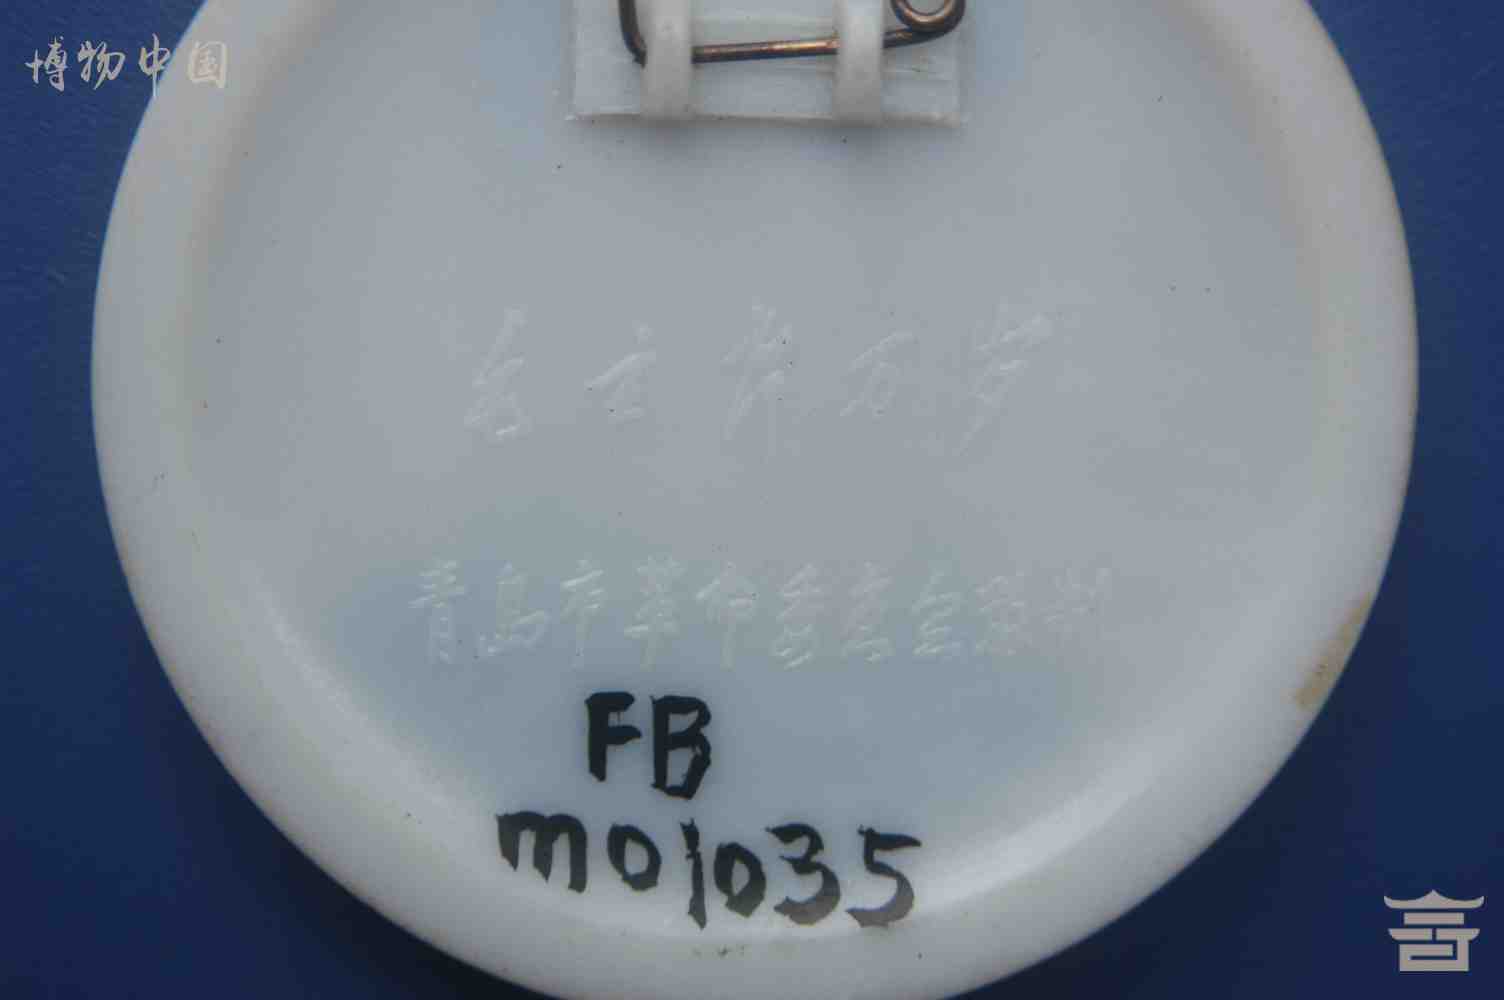 博物中国
毛主席万岁
青岛市革命委员会敬制
FB
m01035